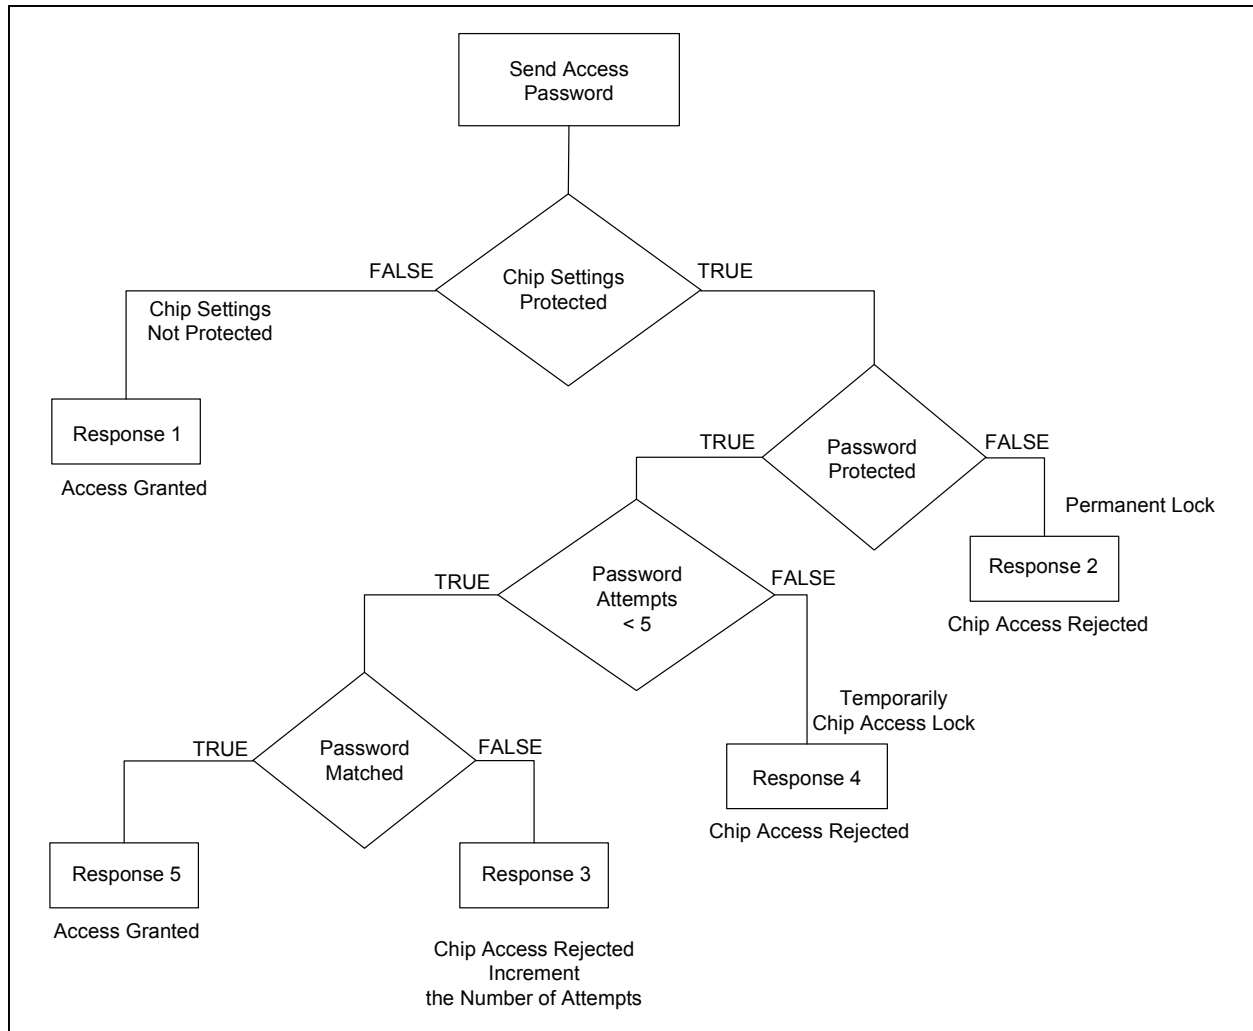 Send Access
Password
FALSE
Chip Settings
Protected
TRUE
Chip Settings
Not Protected
Response 1
Access Granted
TRUE
Password
Protected
FALSE
Permanent Lock
Response 2
Chip Access Rejected
TRUE
Password
Attempts
< 5
FALSE
Temporarily
Chip Access Lock
Response 4
Chip Access Rejected
TRUE
Password
Matched
FALSE
Response 5
Access Granted
Response 3
Chip Access Rejected
Increment
the Number of Attempts